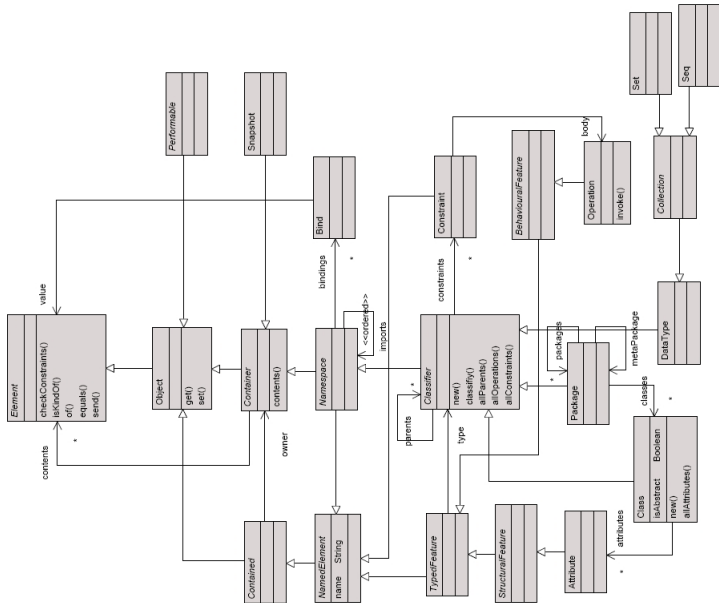 Element
checkConstraints()
isKindOf()
of()
equals()
send()
contents
*
value
Performable
Object
get()
set()
Snapshot
Contained
owner
Container
contents()
Bind
bindings
*
NamedElement
name String
Namespace
<<ordered>>
imports
Constraint
constraints
*
body
TypedFeature
type
parents
*
Classifier
new()
classifiy()
allParents()
allOperations()
allConstraints()
BehaviouralFeature
StructuralFeature
Operation
invoke()
Attribute
attributes
*
Package
packages
*
metaPackage
classes
*
Class
isAbstract Boolean
new()
allAttributes()
DataType
Collection
Set
Seq